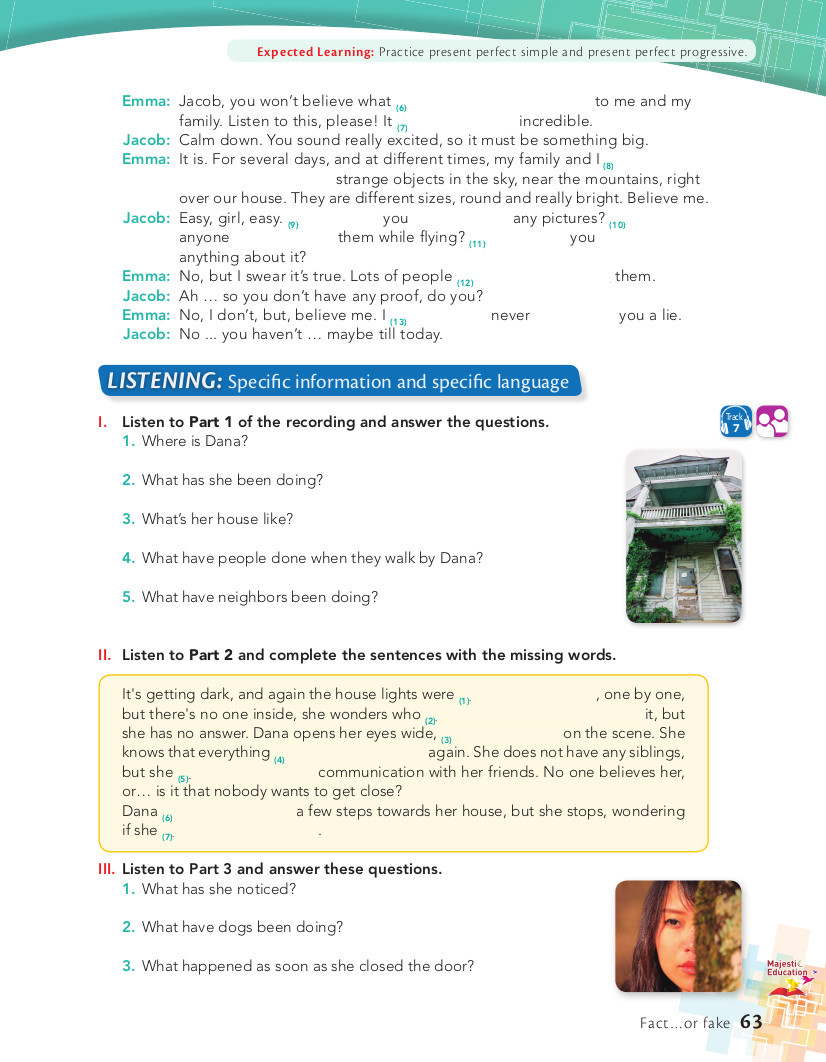 Expected Learning: Practice present perfect simple and present perfect progressive.
Emma: Jacob, you won't believe what (6) to me and my
family. Listen to this, please! It (7) incredible.
Jacob: Calm down. You sound really excited, so it must be something big.
Emma: It is. For several days, and at different times, my family and I (8)
strange objects in the sky, near the mountains, right
over our house. They are different sizes, round and really bright. Believe me.
Jacob: Easy, girl, easy. (9) you any pictures? (10)
anyone them while flying? (11) you
anything about it?
Emma: No, but I swear it's true. Lots of people (12) them.
Jacob: Ah … so you don't have any proof, do you?
Emma: No, I don't, but, believe me. I (13) never you a lie.
Jacob: No ... you haven't … maybe till today.
LISTENING: Specific information and specific language
I. Listen to Part 1 of the recording and answer the questions.
Track
7
1. Where is Dana?
2. What has she been doing?
3. What's her house like?
4. What have people done when they walk by Dana?
5. What have neighbors been doing?
II. Listen to Part 2 and complete the sentences with the missing words.
It's getting dark, and again the house lights were (1). , one by one,
but there's no one inside, she wonders who (2). it, but
she has no answer. Dana opens her eyes wide, (3) on the scene. She
knows that everything (4) again. She does not have any siblings,
but she (5). communication with her friends. No one believes her,
or… is it that nobody wants to get close?
Dana (6) a few steps towards her house, but she stops, wondering
if she (7). .
III. Listen to Part 3 and answer these questions.
1. What has she noticed?
2. What have dogs been doing?
3. What happened as soon as she closed the door?
Majestic
Education
Fact...or fake 63